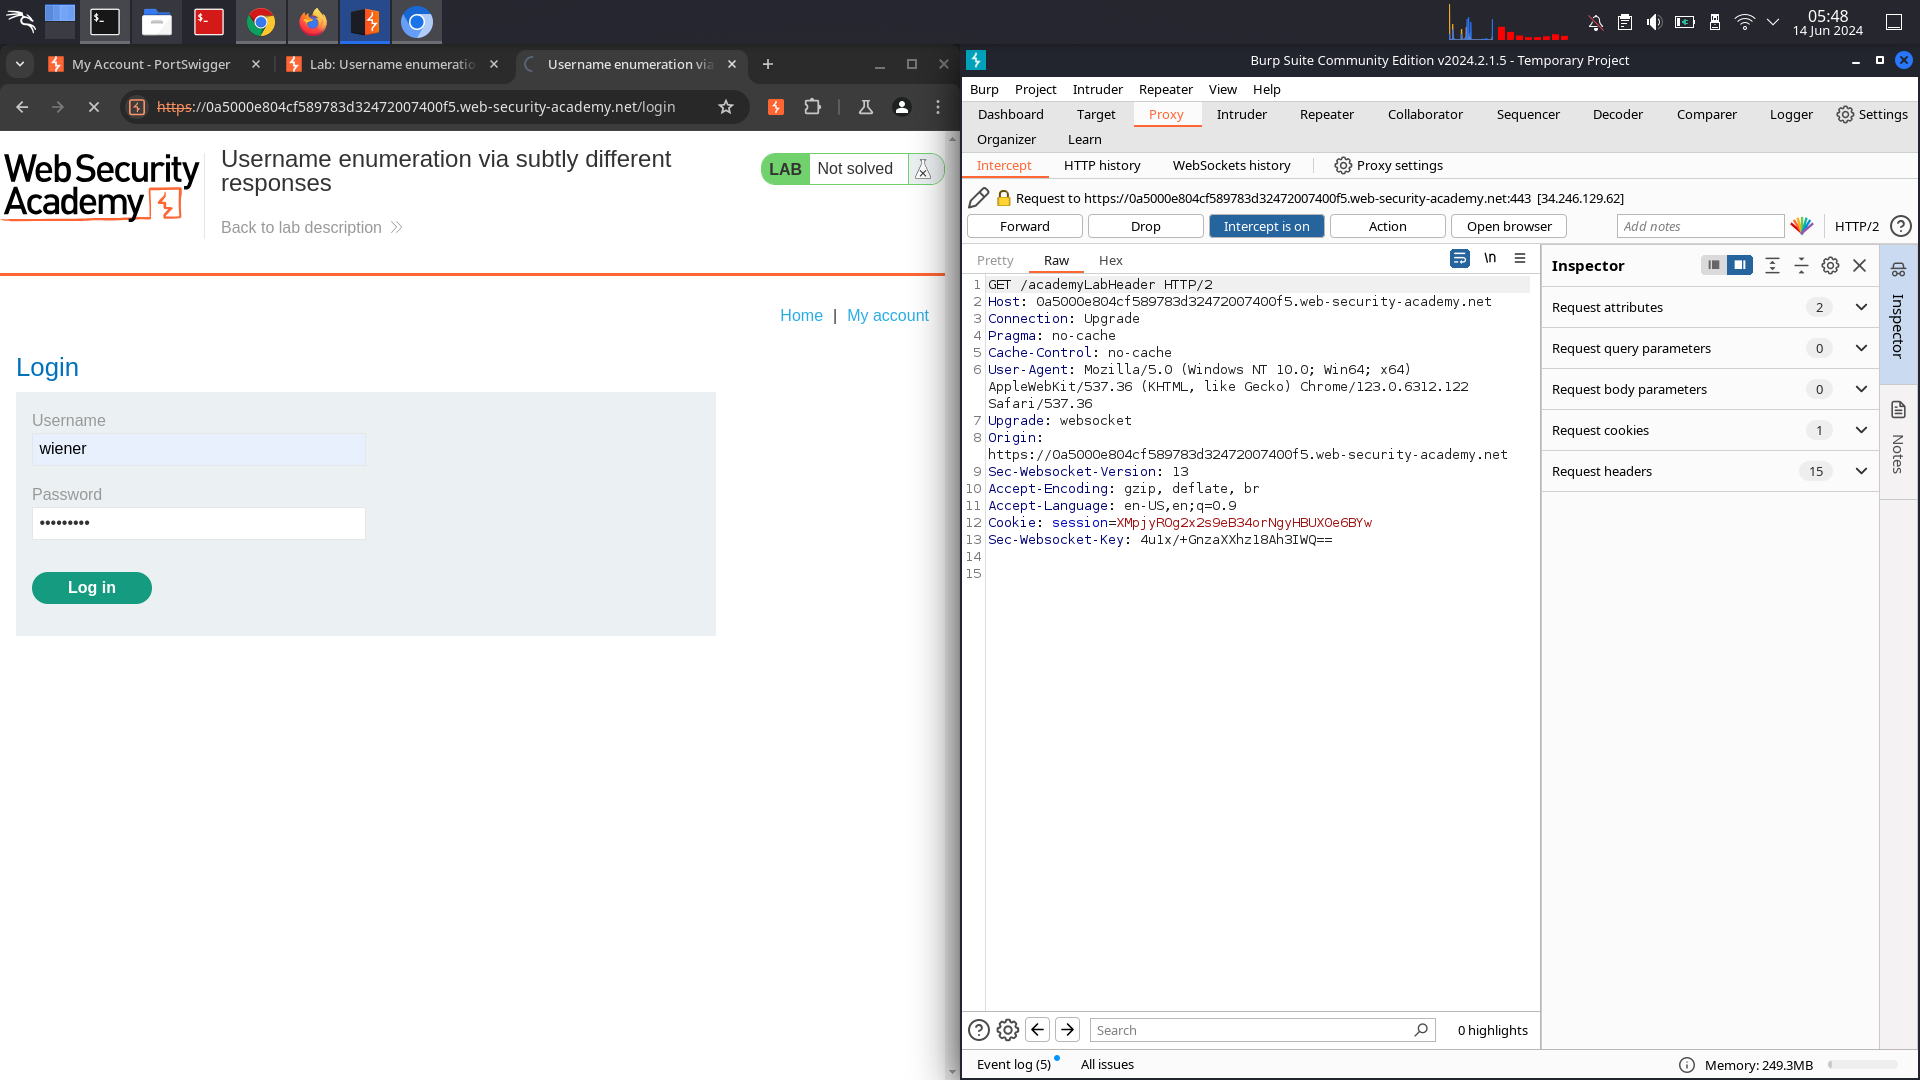 05:48
14 Jun 2024
My Account - PortSwigger
Lab: Username enumeratio
Username enumeration via
https://0a5000e804cf589783d32472007400f5.web-security-academy.net/login
Web Security
Academy
Username enumeration via subtly different
responses
Back to lab description
LAB Not solved
Home | My account
Login
Username
wiener
Password
•••••••••
Log in
Burp Suite Community Edition v2024.2.1.5 - Temporary Project
Burp Project Intruder Repeater View Help
Dashboard Target Proxy Intruder Repeater Collaborator Sequencer Decoder Comparer Logger Settings
Organizer Learn
Intercept HTTP history WebSockets history Proxy settings
Request to https://0a5000e804cf589783d32472007400f5.web-security-academy.net:443 [34.246.129.62]
Forward Drop Intercept is on Action Open browser Add notes HTTP/2
Pretty Raw Hex \n
1 GET /academyLabHeader HTTP/2
2 Host: 0a5000e804cf589783d32472007400f5.web-security-academy.net
3 Connection: Upgrade
4 Pragma: no-cache
5 Cache-Control: no-cache
6 User-Agent: Mozilla/5.0 (Windows NT 10.0; Win64; x64)
AppleWebKit/537.36 (KHTML, like Gecko) Chrome/123.0.6312.122
Safari/537.36
7 Upgrade: websocket
8 Origin:
https://0a5000e804cf589783d32472007400f5.web-security-academy.net
9 Sec-Websocket-Version: 13
10 Accept-Encoding: gzip, deflate, br
11 Accept-Language: en-US,en;q=0.9
12 Cookie: session=XMpjyROg2x2s9eB34orNgyHBUX0e6BYw
13 Sec-Websocket-Key: 4u1x/+GnzaXXhz18Ah3IWQ==
14
15
Inspector
Request attributes 2
Request query parameters 0
Request body parameters 0
Request cookies 1
Request headers 15
Inspector
Notes
Search
0 highlights
Event log (5) All issues
Memory: 249.3MB